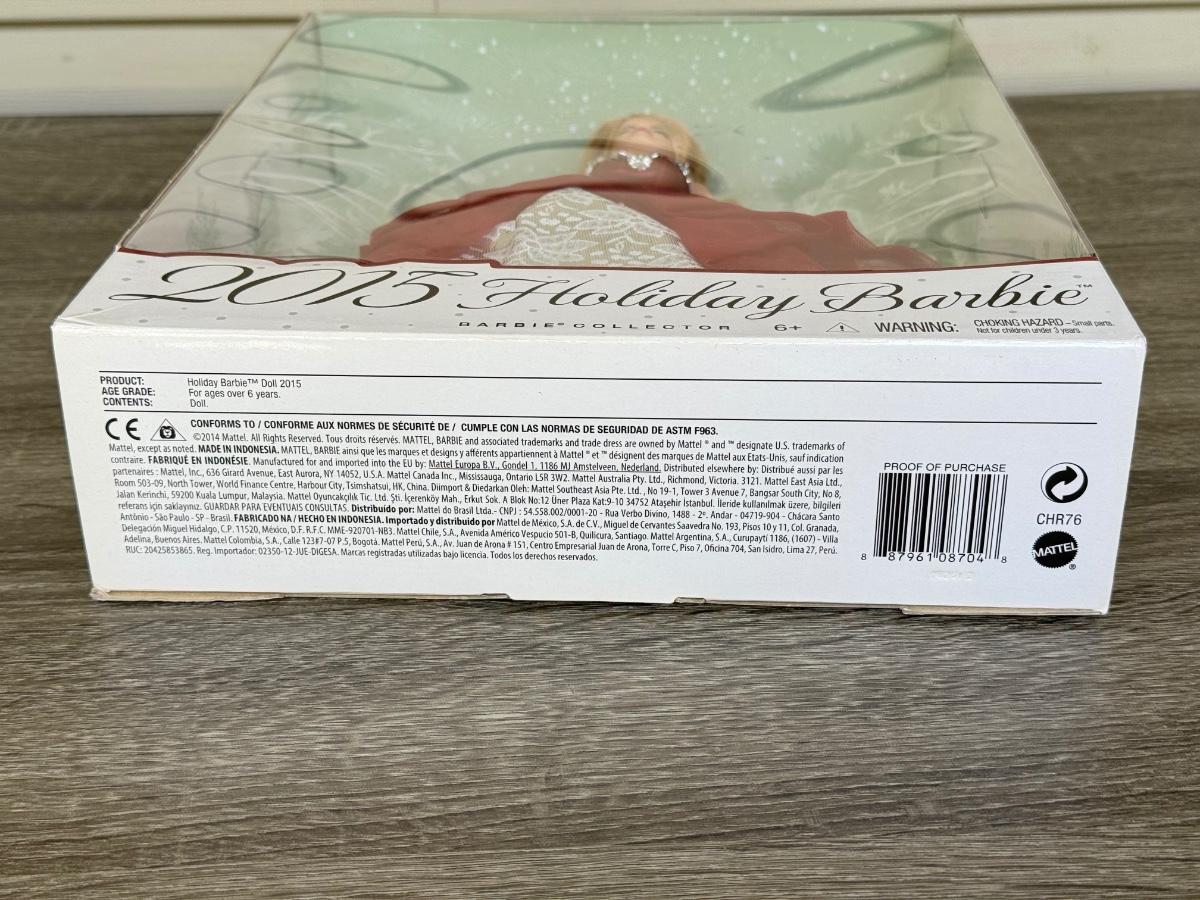 2015 Holiday Barbie™
BARBIE® COLLECTOR 6+ WARNING: CHOKING HAZARD – Small parts.
Not for children under 3 years.
PRODUCT: Holiday Barbie™ Doll 2015
AGE GRADE: For ages over 6 years.
CONTENTS: Doll.
CE CONFORMS TO / CONFORME AUX NORMES DE SÉCURITÉ DE / CUMPLE CON LAS NORMAS DE SEGURIDAD DE ASTM F963.
©2014 Mattel. All Rights Reserved. Tous droits réservés. MATTEL, BARBIE and associated trademarks and trade dress are owned by Mattel ® and ™ designate U.S. trademarks of
Mattel, except as noted. MADE IN INDONESIA. MATTEL, BARBIE ainsi que les marques et designs y afférents appartiennent à Mattel ® et ™ désignent des marques de Mattel aux États-Unis, sauf indication
contraire. FABRIQUÉ EN INDONÉSIE. Manufactured for and imported into the EU by: Mattel Europa B.V., Gondel 1, 1186 MJ Amstelveen, Nederland. Distributed elsewhere by: Distribué aussi par les
partenaires : Mattel, Inc., 636 Girard Avenue, East Aurora, NY 14052, U.S.A. Mattel Canada Inc., Mississauga, Ontario L5R 3W2. Mattel Australia Pty. Ltd., Richmond, Victoria. 3121. Mattel East Asia Ltd.,
Room 503-09, North Tower, World Finance Centre, Harbour City, Tsimshatsui, HK, China. Diimport & Diedarkan Oleh: Mattel Southeast Asia Pte. Ltd., No 19-1, Tower 3 Avenue 7, Bangsar South City, No 8,
Jalan Kerinchi, 59200 Kuala Lumpur, Malaysia. Mattel Oyuncakçılık Tic. Ltd. Şti. İçerenköy Mah., Erkut Sok. A Blok No:12 Üner Plaza Kat:9-10 34752 Ataşehir İstanbul. İleride kullanılmak üzere, bilgileri
referans için saklayınız. GUARDAR PARA EVENTUAIS CONSULTAS. Distribuído por: Mattel do Brasil Ltda.- CNPJ : 54.558.002/0001-20 - Rua Verbo Divino, 1488 - 2º. Andar - 04719-904 - Chácara Santo
Antônio - São Paulo - SP - Brasil. FABRICADO NA / HECHO EN INDONESIA. Importado y distribuido por Mattel de México, S.A. de C.V., Miguel de Cervantes Saavedra No. 193, Pisos 10 y 11, Col. Granada,
Delegación Miguel Hidalgo, C.P. 11520, México, D.F. R.F.C. MME-920701-NB3. Mattel Chile, S.A., Avenida Américo Vespucio 501-B, Quilicura, Santiago. Mattel Argentina, S.A., Curupaytí 1186, (1607) - Villa
Adelina, Buenos Aires. Mattel Colombia, S.A., Calle 123#7-07 P.5, Bogotá. Mattel Perú, S.A., Av. Juan de Arona # 151, Centro Empresarial Juan de Arona, Torre C, Piso 7, Oficina 704, San Isidro, Lima 27, Perú.
RUC: 20425853865. Reg. Importador: 02350-12-JUE-DIGESA. Marcas registradas utilizadas bajo licencia. Todos los derechos reservados.
PROOF OF PURCHASE
8 87961 08704 8
CHR76
MATTEL®